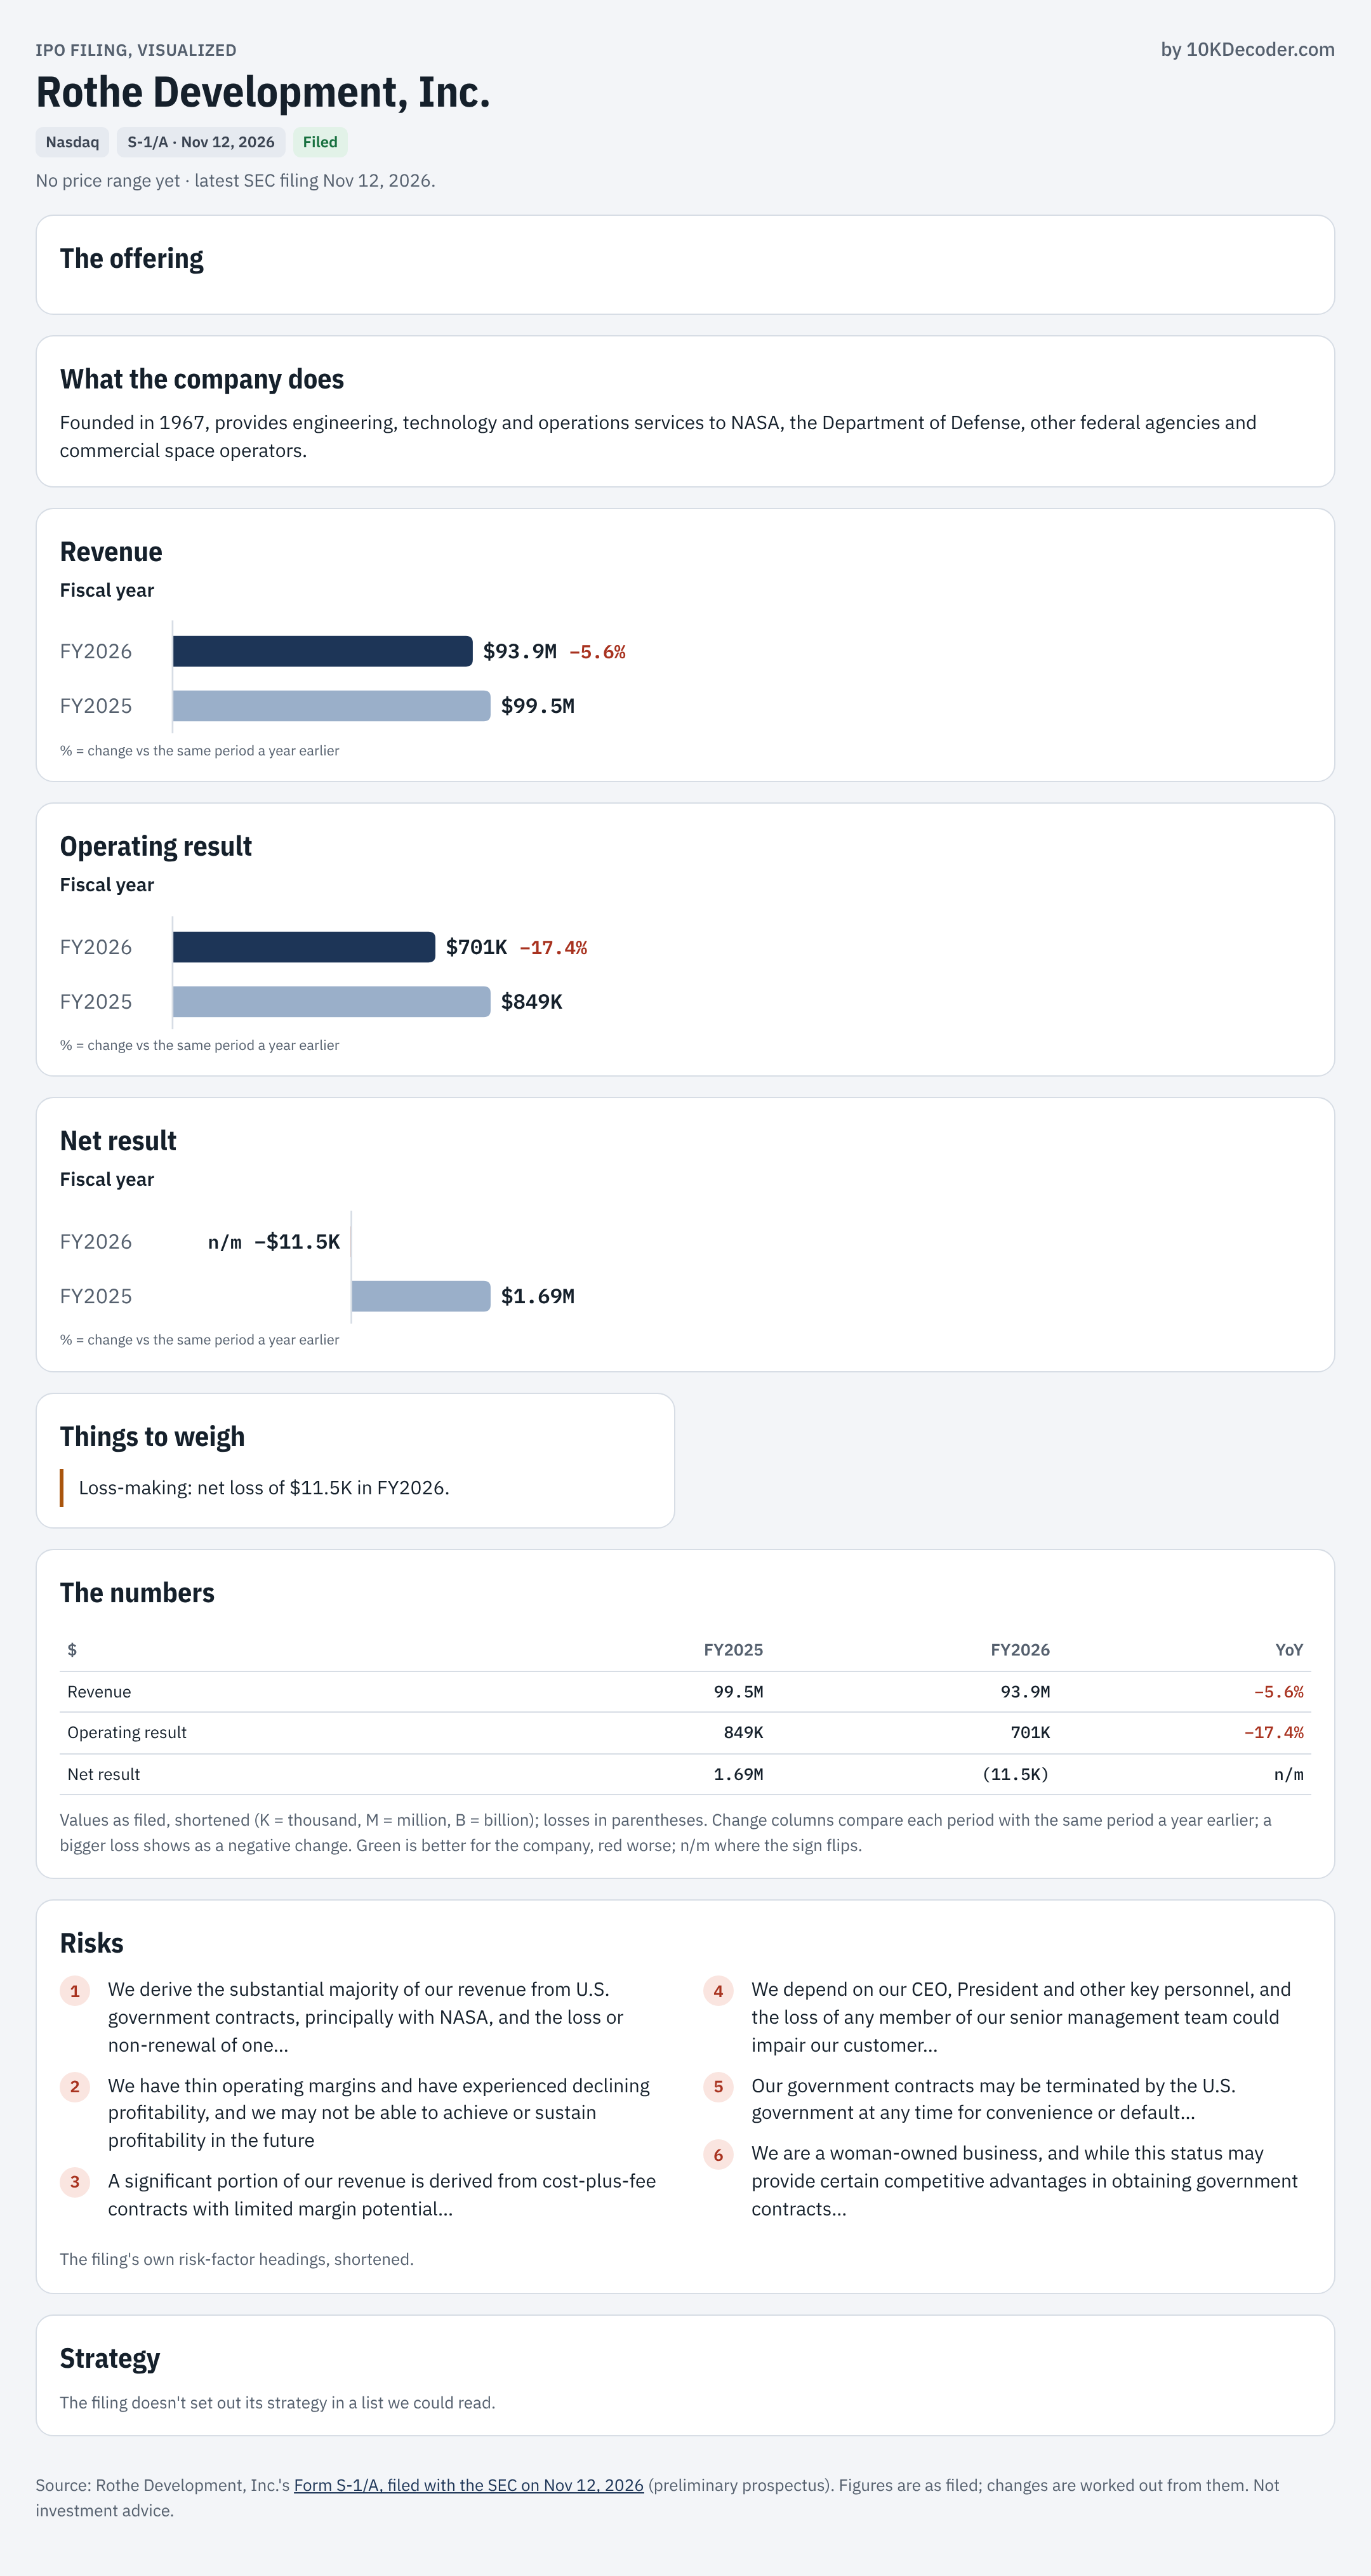 IPO FILING, VISUALIZED
by 10KDecoder.com
Rothe Development, Inc.
Nasdaq
S-1/A · Nov 12, 2026
Filed
No price range yet · latest SEC filing Nov 12, 2026.
The offering
What the company does
Founded in 1967, provides engineering, technology and operations services to NASA, the Department of Defense, other federal agencies and
commercial space operators.
Revenue
Fiscal year
FY2026 $93.9M −5.6%
FY2025 $99.5M
% = change vs the same period a year earlier
Operating result
Fiscal year
FY2026 $701K −17.4%
FY2025 $849K
% = change vs the same period a year earlier
Net result
Fiscal year
FY2026 n/m −$11.5K
FY2025 $1.69M
% = change vs the same period a year earlier
Things to weigh
Loss-making: net loss of $11.5K in FY2026.
The numbers
$ FY2025 FY2026 YoY
Revenue 99.5M 93.9M −5.6%
Operating result 849K 701K −17.4%
Net result 1.69M (11.5K) n/m
Values as filed, shortened (K = thousand, M = million, B = billion); losses in parentheses. Change columns compare each period with the same period a year earlier; a
bigger loss shows as a negative change. Green is better for the company, red worse; n/m where the sign flips.
Risks
1 We derive the substantial majority of our revenue from U.S.
government contracts, principally with NASA, and the loss or
non-renewal of one…
2 We have thin operating margins and have experienced declining
profitability, and we may not be able to achieve or sustain
profitability in the future
3 A significant portion of our revenue is derived from cost-plus-fee
contracts with limited margin potential…
4 We depend on our CEO, President and other key personnel, and
the loss of any member of our senior management team could
impair our customer…
5 Our government contracts may be terminated by the U.S.
government at any time for convenience or default…
6 We are a woman-owned business, and while this status may
provide certain competitive advantages in obtaining government
contracts…
The filing's own risk-factor headings, shortened.
Strategy
The filing doesn't set out its strategy in a list we could read.
Source: Rothe Development, Inc.'s Form S-1/A, filed with the SEC on Nov 12, 2026 (preliminary prospectus). Figures are as filed; changes are worked out from them. Not
investment advice.